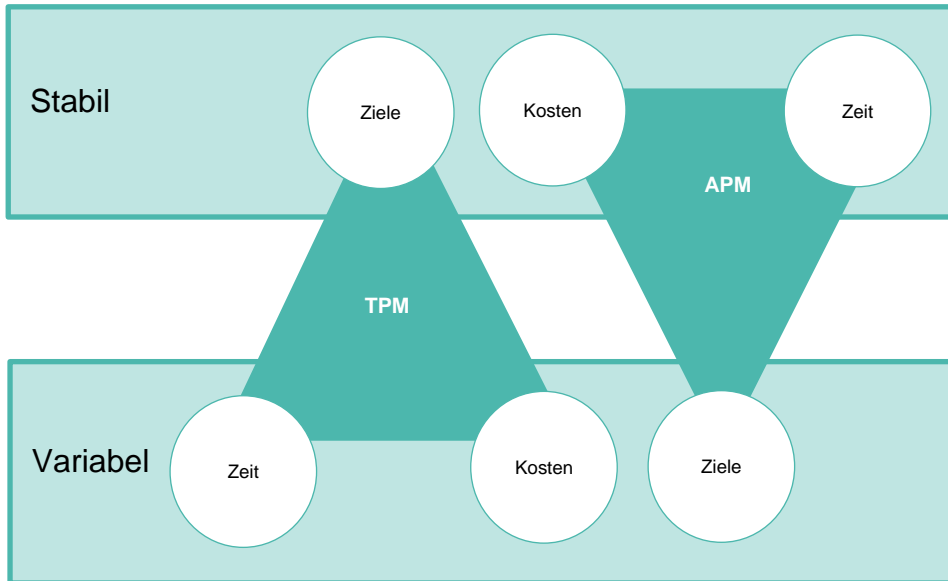 Stabil
Ziele
Kosten
Zeit
APM
TPM
Variabel
Zeit
Kosten
Ziele